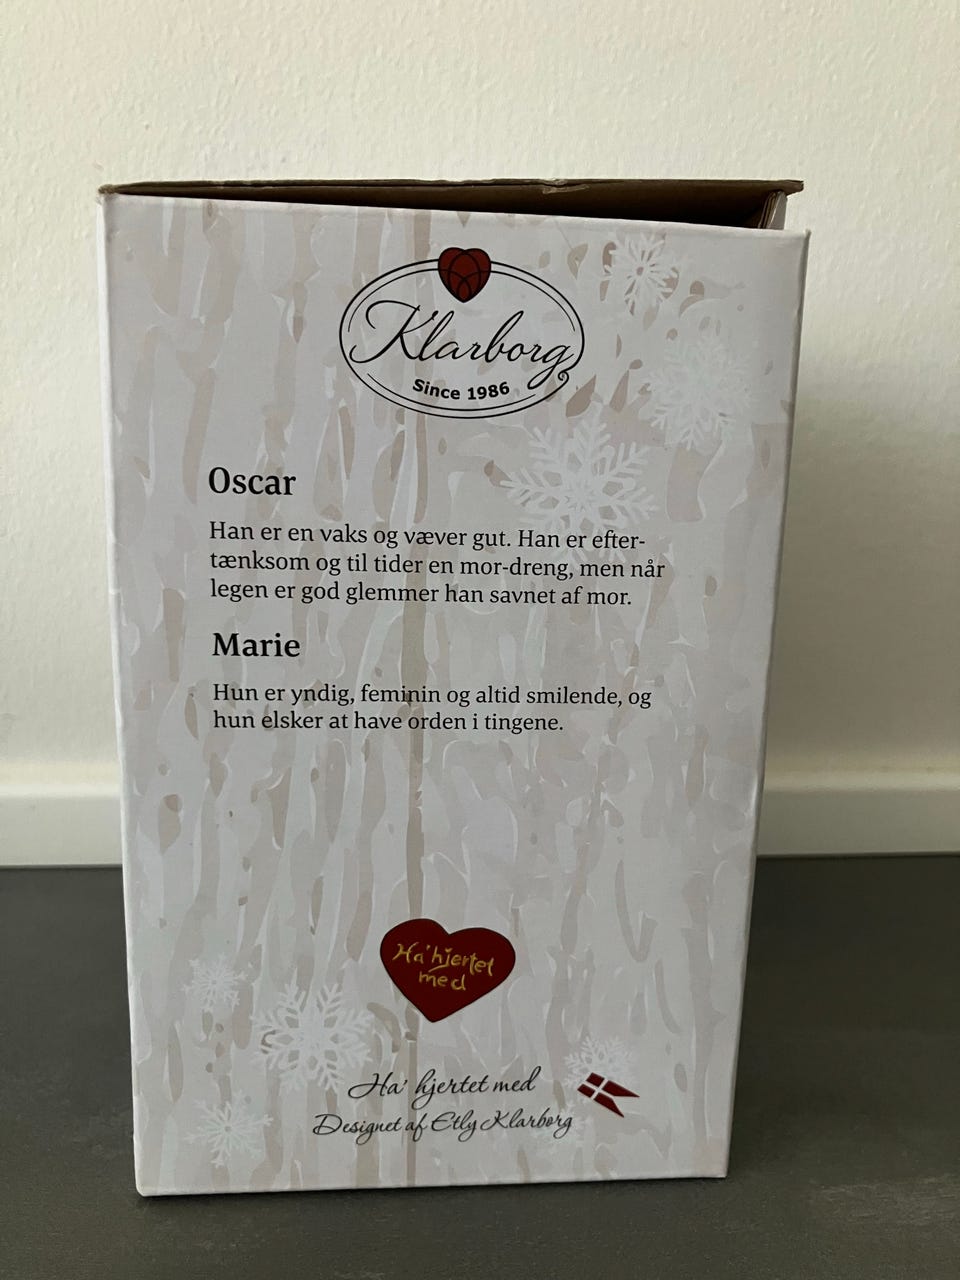 Klarborg
Since 1986
Oscar
Han er en vaks og væver gut. Han er efter-
tænksom og til tider en mor-dreng, men når
legen er god glemmer han savnet af mor.
Marie
Hun er yndig, feminin og altid smilende, og
hun elsker at have orden i tingene.
Ha' hjertet
med
Ha' hjertet med
Designet af Etly Klarborg